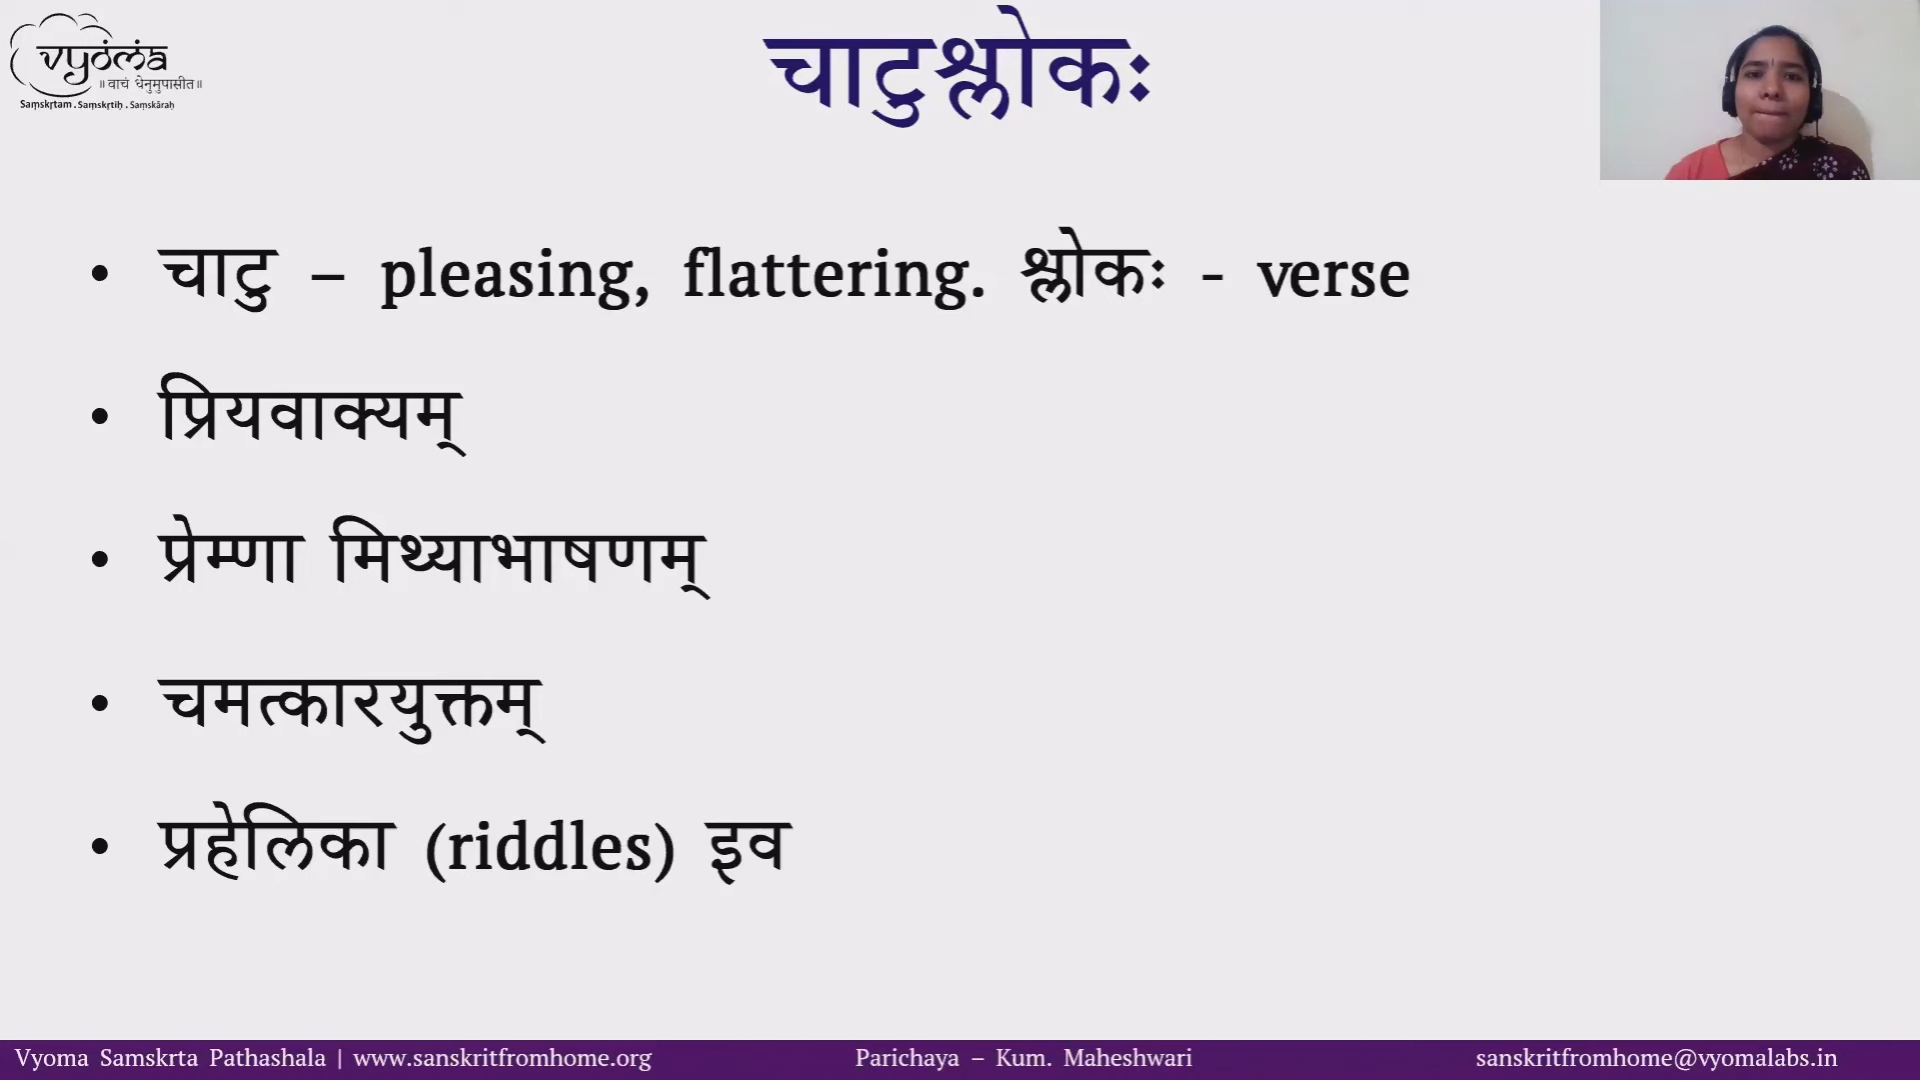 चाटुश्लोकः
vyoma
॥ वाचं धेनुमुपासीत॥
Saṃskṛtam . Saṃskṛtiḥ . Saṃskāraḥ
• चाटु – pleasing, flattering. श्लोकः - verse
• प्रियवाक्यम्
• प्रेम्णा मिथ्याभाषणम्
• चमत्कारयुक्तम्
• प्रहेलिका (riddles) इव
Vyoma Samskrta Pathashala | www.sanskritfromhome.org
Parichaya – Kum. Maheshwari
sanskritfromhome@vyomalabs.in